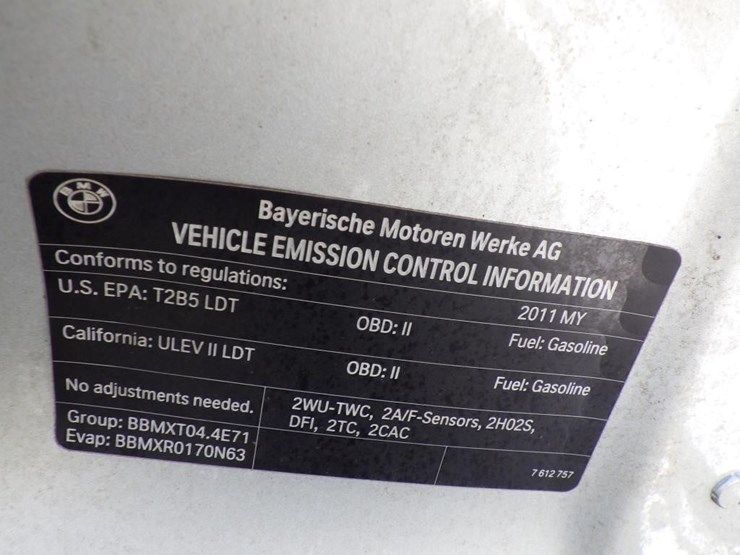 BMW
Bayerische Motoren Werke AG
VEHICLE EMISSION CONTROL INFORMATION
Conforms to regulations:
2011 MY
U.S. EPA: T2B5 LDT
OBD: II
Fuel: Gasoline
California: ULEV II LDT
OBD: II
Fuel: Gasoline
No adjustments needed.
2WU-TWC, 2A/F-Sensors, 2HO2S,
DFI, 2TC, 2CAC
Group: BBMXT04.4E71
Evap: BBMXR0170N63
7 612 757